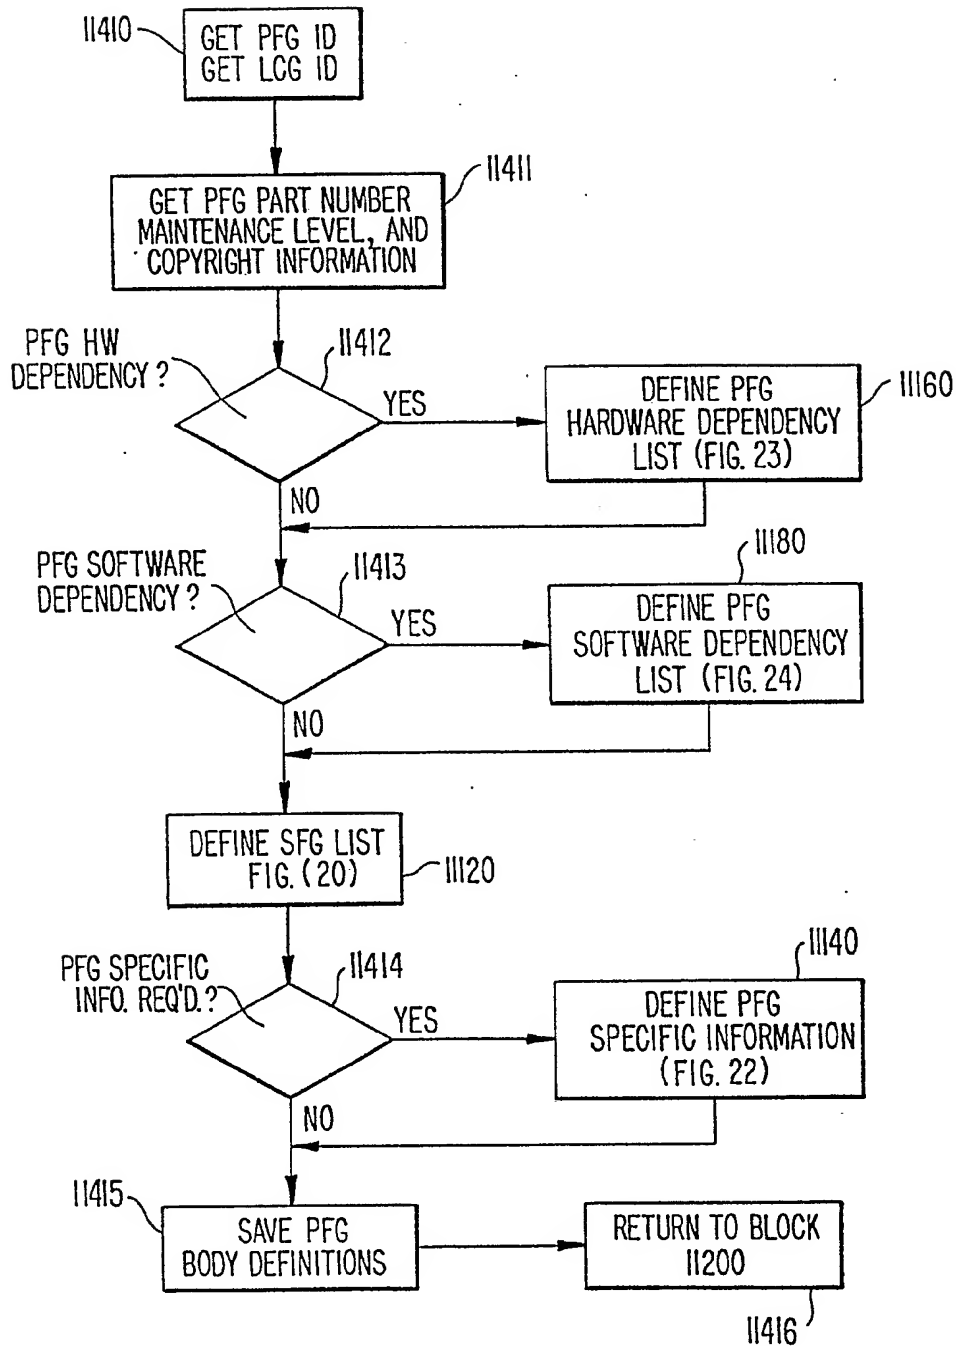 11410
GET PFG ID
GET LCG ID
11411
GET PFG PART NUMBER
MAINTENANCE LEVEL, AND
COPYRIGHT INFORMATION
PFG HW
DEPENDENCY?
11412
YES
NO
DEFINE PFG
HARDWARE DEPENDENCY
LIST (FIG. 23)
11160
PFG SOFTWARE
DEPENDENCY?
11413
YES
NO
11180
DEFINE PFG
SOFTWARE DEPENDENCY
LIST (FIG. 24)
DEFINE SFG LIST
FIG. (20)
11120
PFG SPECIFIC
INFO. REQ'D.?
11414
YES
NO
11140
DEFINE PFG
SPECIFIC INFORMATION
(FIG. 22)
11415
SAVE PFG
BODY DEFINITIONS
RETURN TO BLOCK
11200
11416